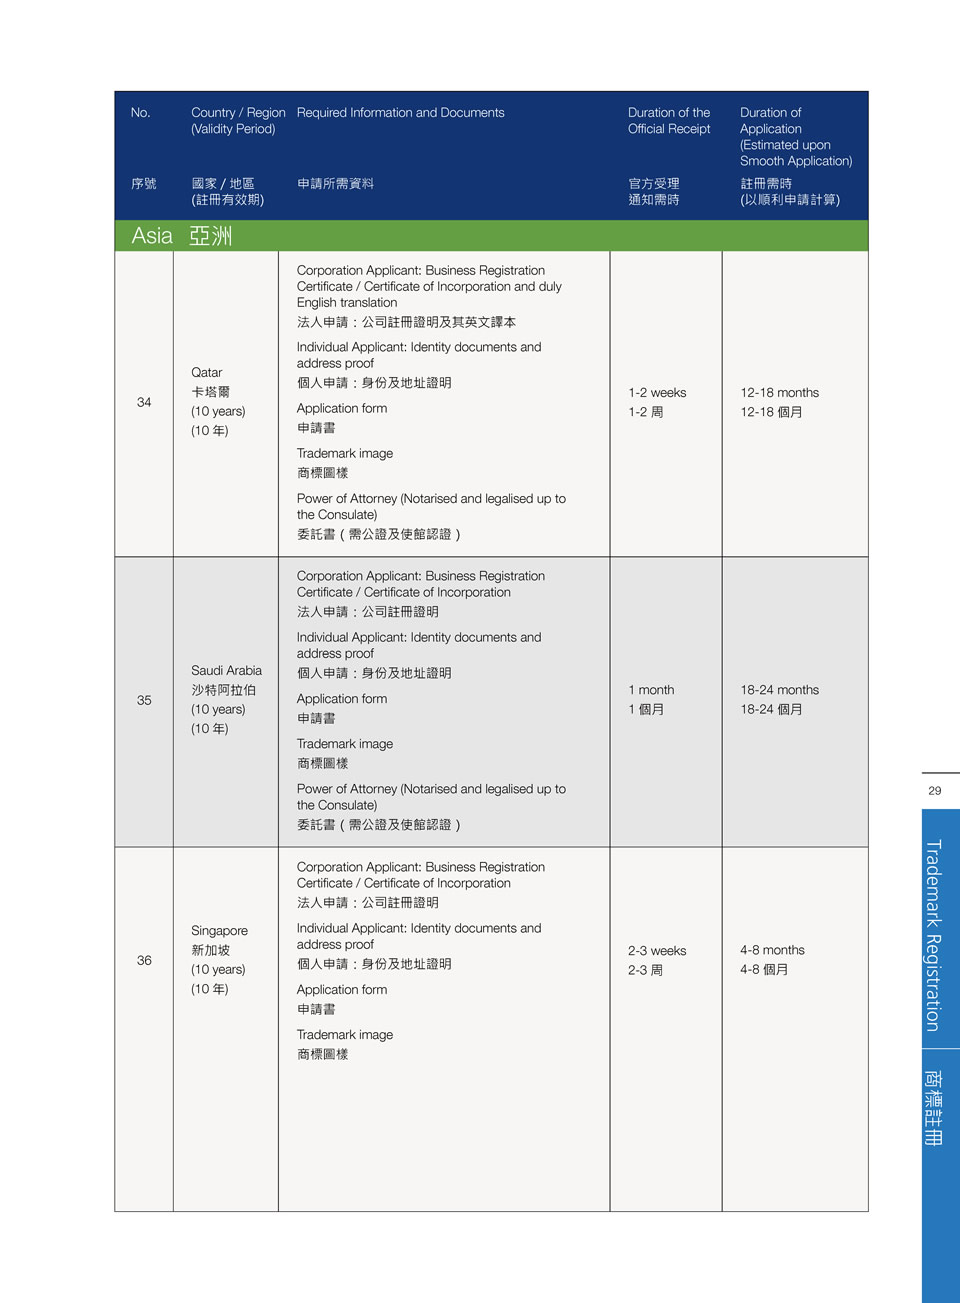 No.
Country / Region
(Validity Period)
Required Information and Documents
Duration of the
Official Receipt
Duration of
Application
(Estimated upon
Smooth Application)
序號
國家 / 地區
(註冊有效期)
申請所需資料
官方受理
通知需時
註冊需時
(以順利申請計算)
Asia 亞洲
34
Qatar
卡塔爾
(10 years)
(10 年)
Corporation Applicant: Business Registration
Certificate / Certificate of Incorporation and duly
English translation
法人申請：公司註冊證明及其英文譯本
Individual Applicant: Identity documents and
address proof
個人申請：身份及地址證明
Application form
申請書
Trademark image
商標圖樣
Power of Attorney (Notarised and legalised up to
the Consulate)
委託書（需公證及使館認證）
1-2 weeks
1-2 周
12-18 months
12-18 個月
35
Saudi Arabia
沙特阿拉伯
(10 years)
(10 年)
Corporation Applicant: Business Registration
Certificate / Certificate of Incorporation
法人申請：公司註冊證明
Individual Applicant: Identity documents and
address proof
個人申請：身份及地址證明
Application form
申請書
Trademark image
商標圖樣
Power of Attorney (Notarised and legalised up to
the Consulate)
委託書（需公證及使館認證）
1 month
1 個月
18-24 months
18-24 個月
36
Singapore
新加坡
(10 years)
(10 年)
Corporation Applicant: Business Registration
Certificate / Certificate of Incorporation
法人申請：公司註冊證明
Individual Applicant: Identity documents and
address proof
個人申請：身份及地址證明
Application form
申請書
Trademark image
商標圖樣
2-3 weeks
2-3 周
4-8 months
4-8 個月
29
Trademark Registration
商標註冊